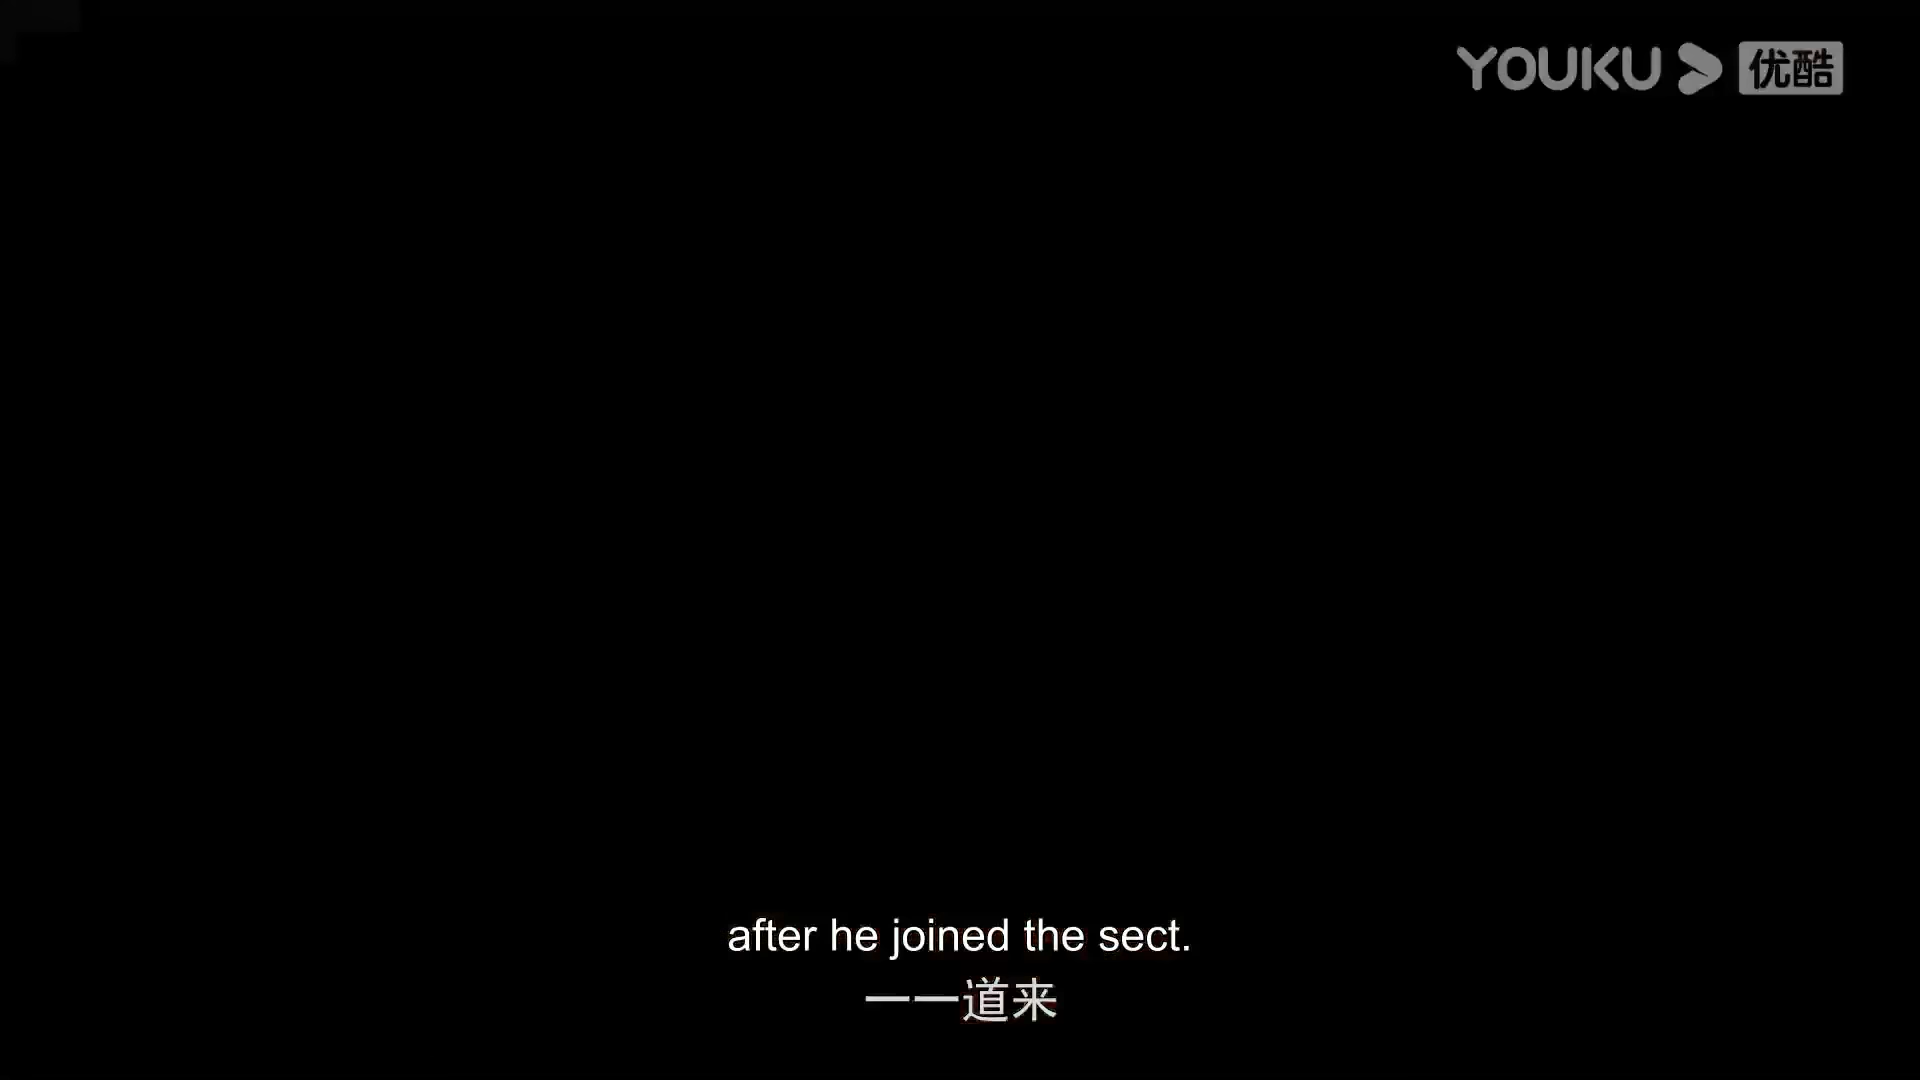 YOUKU 优酷
after he joined the sect.
一一道来